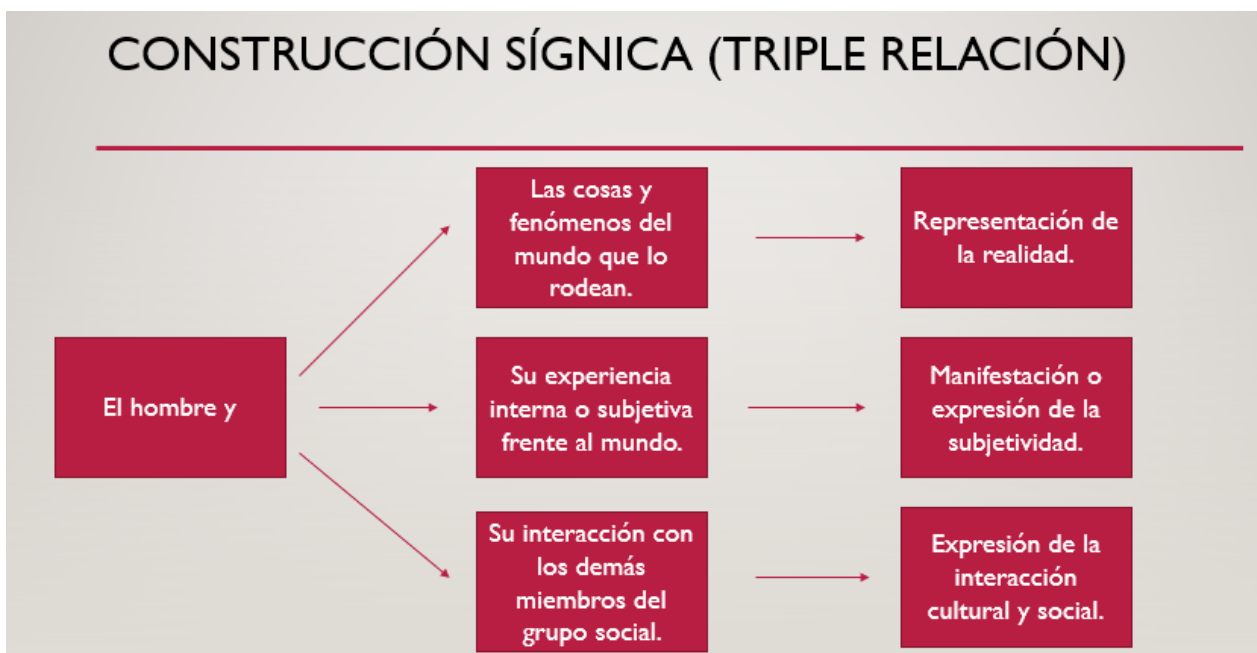 CONSTRUCCIÓN SÍGNICA (TRIPLE RELACIÓN)
El hombre y
Las cosas y
fenómenos del
mundo que lo
rodean.
Representación de
la realidad.
Su experiencia
interna o subjetiva
frente al mundo.
Manifestación o
expresión de la
subjetividad.
Su interacción con
los demás
miembros del
grupo social.
Expresión de la
interacción
cultural y social.